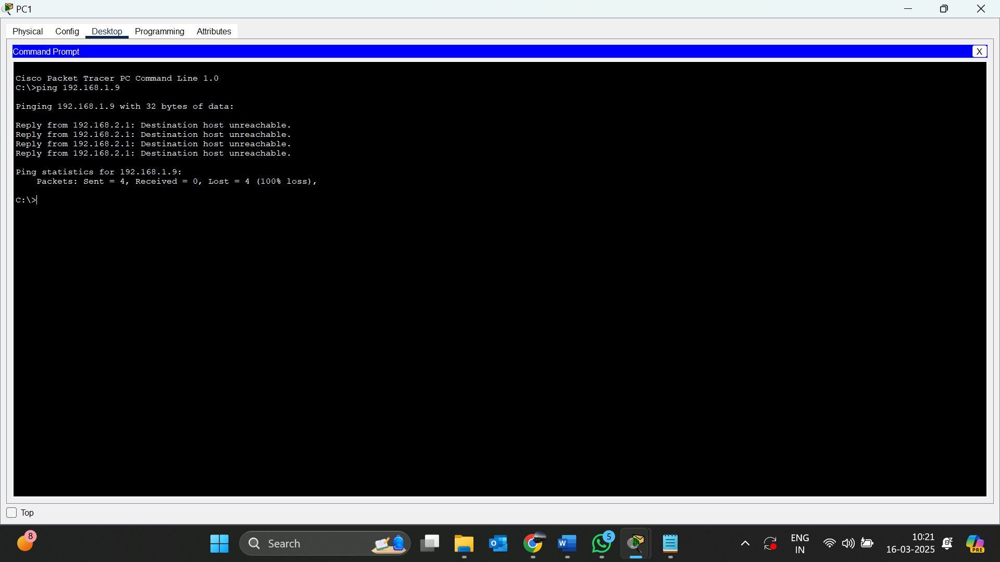 PC1
Physical Config Desktop Programming Attributes
Command Prompt
X
Cisco Packet Tracer PC Command Line 1.0
C:\>ping 192.168.1.9
Pinging 192.168.1.9 with 32 bytes of data:
Reply from 192.168.2.1: Destination host unreachable.
Reply from 192.168.2.1: Destination host unreachable.
Reply from 192.168.2.1: Destination host unreachable.
Reply from 192.168.2.1: Destination host unreachable.
Ping statistics for 192.168.1.9:
Packets: Sent = 4, Received = 0, Lost = 4 (100% loss),
C:\>
Top
8
Search
5
ENG
IN
10:21
16-03-2025
PRE